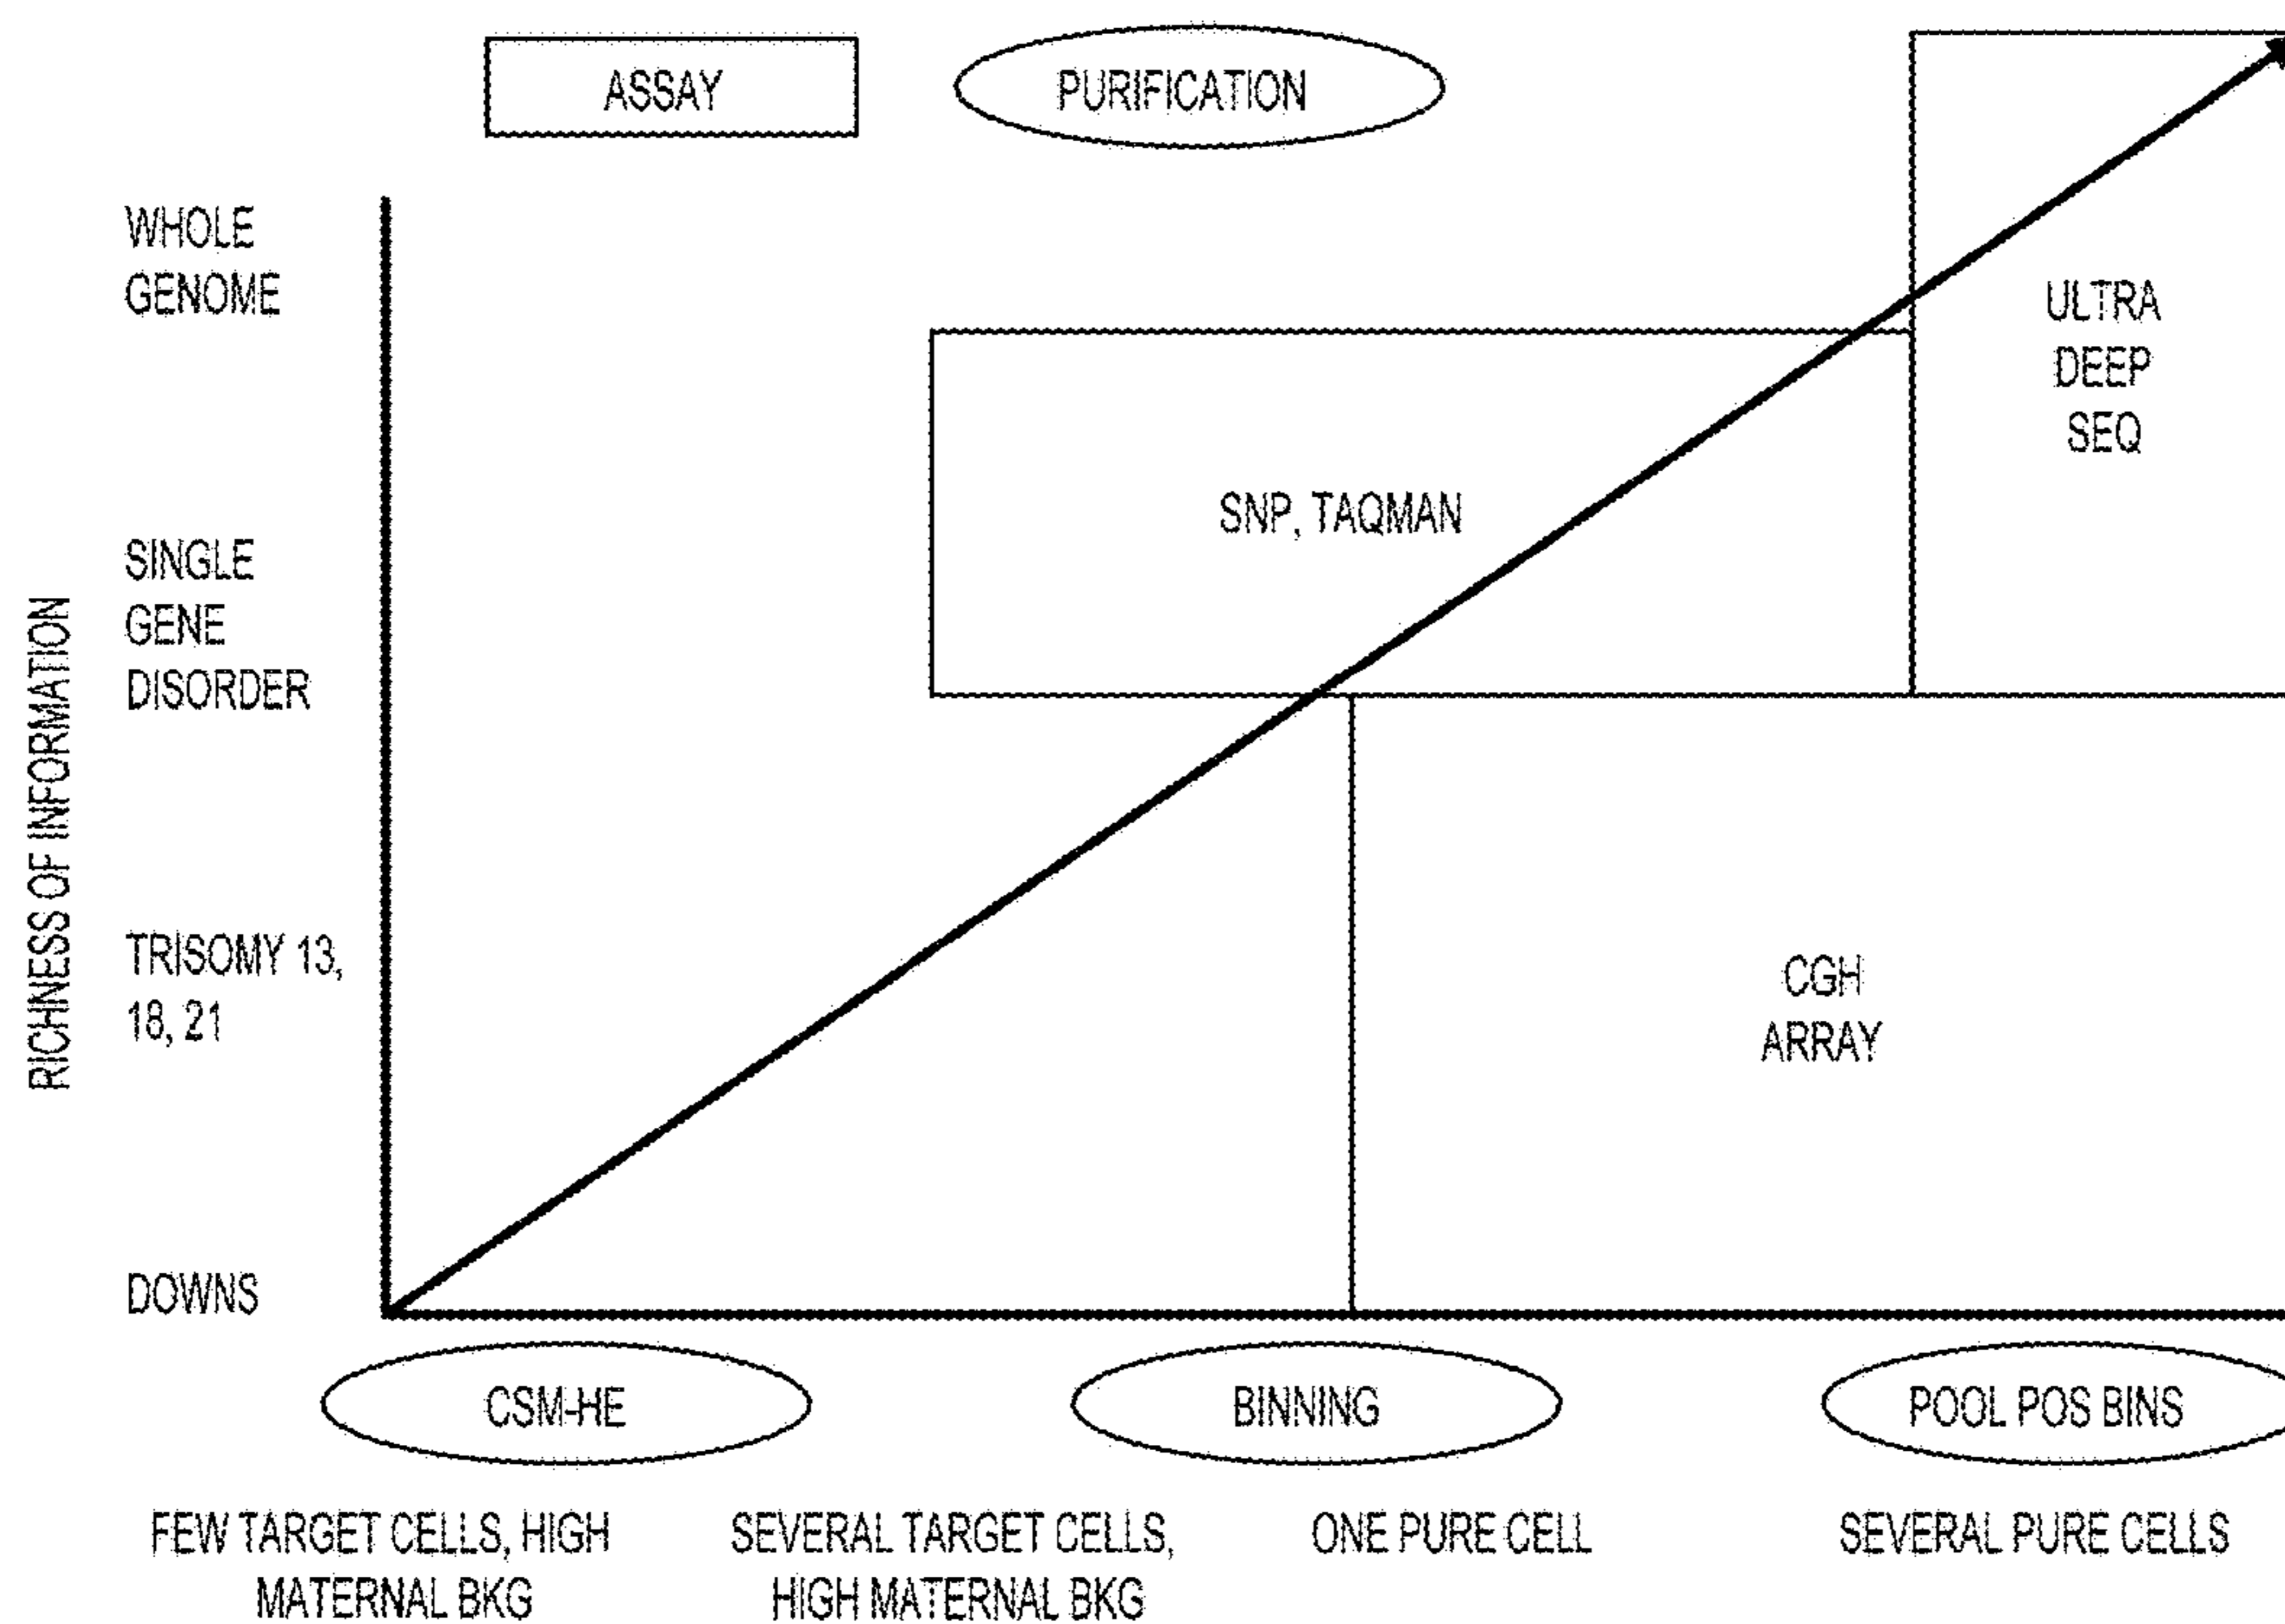 ASSAY
PURIFICATION
WHOLE
GENOME
ULTRA
DEEP
SEQ
SNP, TAQMAN
SINGLE
GENE
DISORDER
RICHNESS OF INFORMATION
TRISOMY 13,
18, 21
CGH
ARRAY
DOWNS
CSM-HE
BINNING
POOL POS BINS
FEW TARGET CELLS, HIGH
MATERNAL BKG
SEVERAL TARGET CELLS,
HIGH MATERNAL BKG
ONE PURE CELL
SEVERAL PURE CELLS